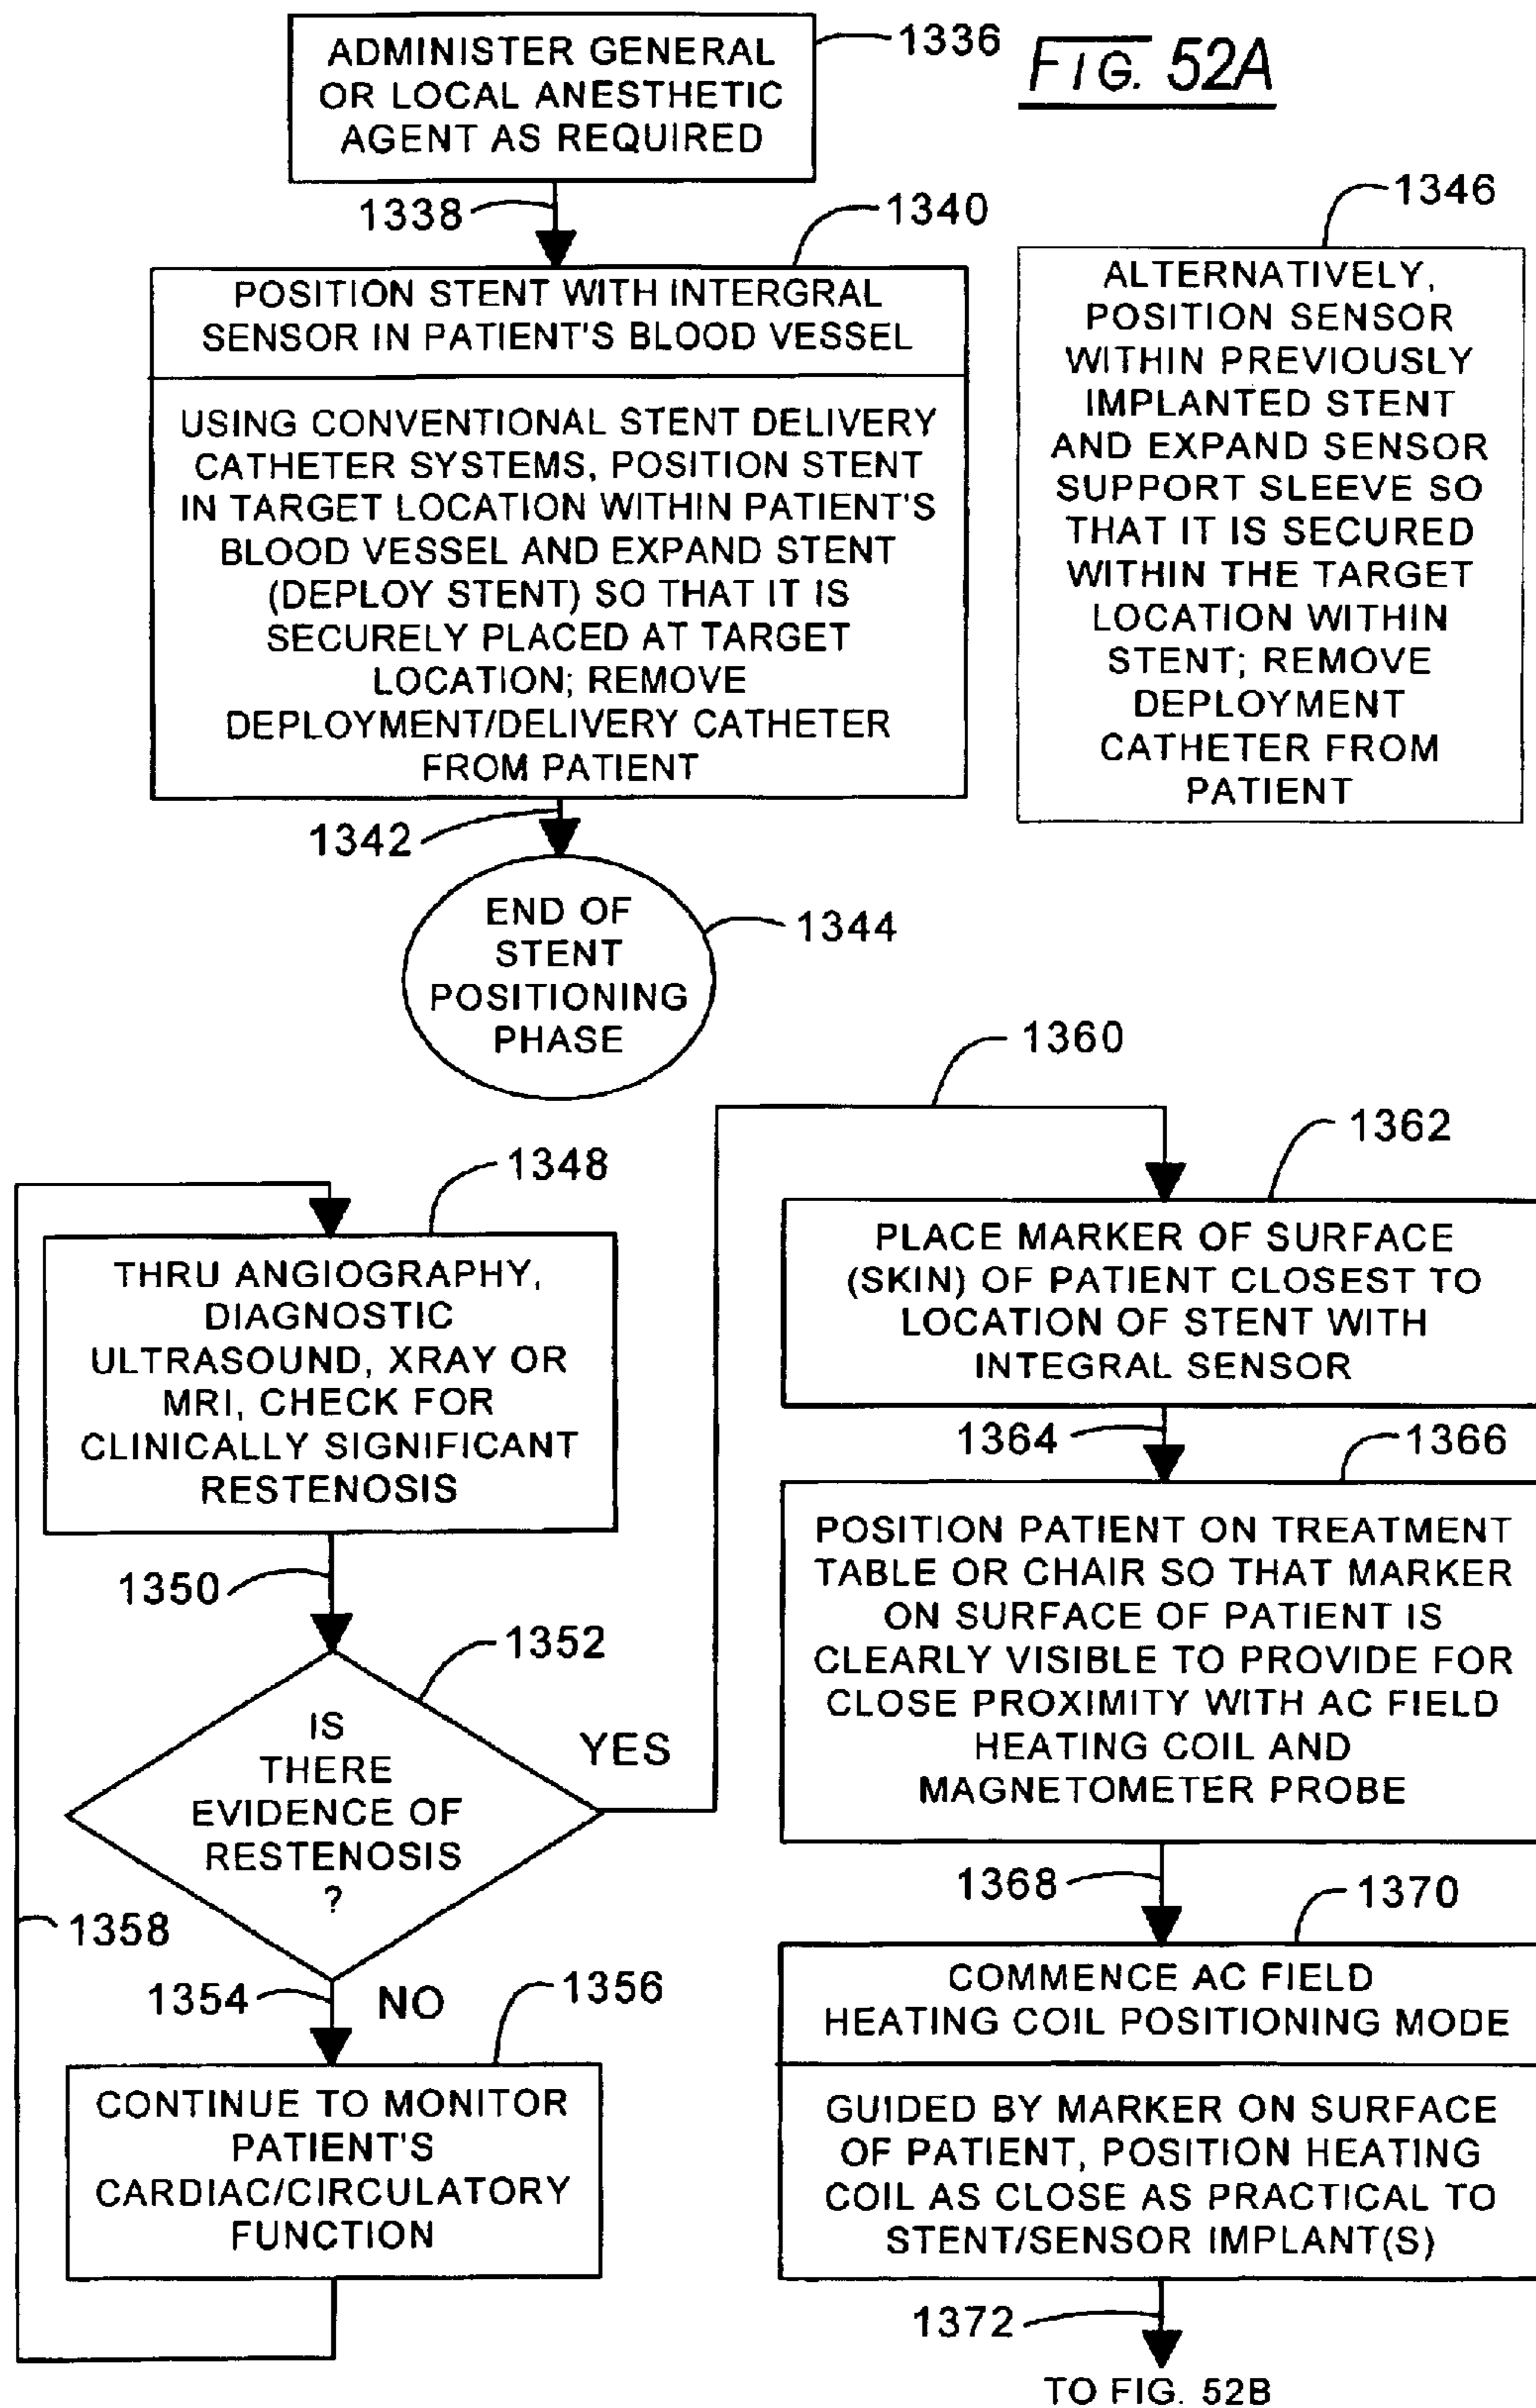 FIG. 52A
1336
ADMINISTER GENERAL
OR LOCAL ANESTHETIC
AGENT AS REQUIRED
1338
1340
POSITION STENT WITH INTERGRAL
SENSOR IN PATIENT'S BLOOD VESSEL
USING CONVENTIONAL STENT DELIVERY
CATHETER SYSTEMS, POSITION STENT
IN TARGET LOCATION WITHIN PATIENT'S
BLOOD VESSEL AND EXPAND STENT
(DEPLOY STENT) SO THAT IT IS
SECURELY PLACED AT TARGET
LOCATION; REMOVE
DEPLOYMENT/DELIVERY CATHETER
FROM PATIENT
1342
END OF
STENT
POSITIONING
PHASE
1344
1346
ALTERNATIVELY,
POSITION SENSOR
WITHIN PREVIOUSLY
IMPLANTED STENT
AND EXPAND SENSOR
SUPPORT SLEEVE SO
THAT IT IS SECURED
WITHIN THE TARGET
LOCATION WITHIN
STENT; REMOVE
DEPLOYMENT
CATHETER FROM
PATIENT
1348
THRU ANGIOGRAPHY,
DIAGNOSTIC
ULTRASOUND, XRAY OR
MRI, CHECK FOR
CLINICALLY SIGNIFICANT
RESTENOSIS
1350
1352
IS
THERE
EVIDENCE OF
RESTENOSIS
?
YES
1358
1354
NO
1356
CONTINUE TO MONITOR
PATIENT'S
CARDIAC/CIRCULATORY
FUNCTION
1360
1362
PLACE MARKER OF SURFACE
(SKIN) OF PATIENT CLOSEST TO
LOCATION OF STENT WITH
INTEGRAL SENSOR
1364
1366
POSITION PATIENT ON TREATMENT
TABLE OR CHAIR SO THAT MARKER
ON SURFACE OF PATIENT IS
CLEARLY VISIBLE TO PROVIDE FOR
CLOSE PROXIMITY WITH AC FIELD
HEATING COIL AND
MAGNETOMETER PROBE
1368
1370
COMMENCE AC FIELD
HEATING COIL POSITIONING MODE
GUIDED BY MARKER ON SURFACE
OF PATIENT, POSITION HEATING
COIL AS CLOSE AS PRACTICAL TO
STENT/SENSOR IMPLANT(S)
1372
TO FIG. 52B